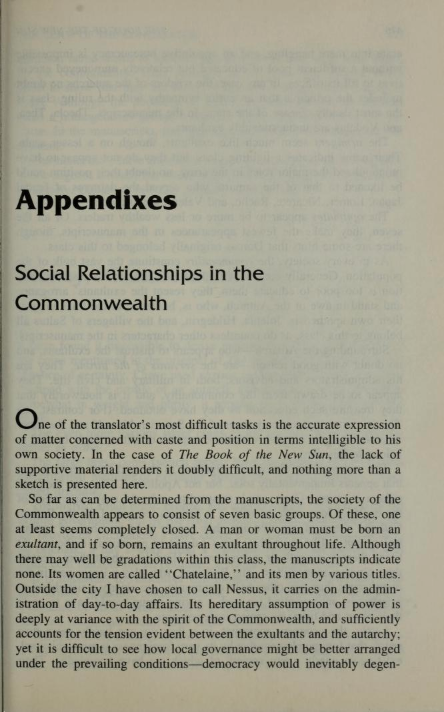 Appendixes
Social Relationships in the
Commonwealth
One of the translator's most difficult tasks is the accurate expression
of matter concerned with caste and position in terms intelligible to his
own society. In the case of The Book of the New Sun, the lack of
supportive material renders it doubly difficult, and nothing more than a
sketch is presented here.
So far as can be determined from the manuscripts, the society of the
Commonwealth appears to consist of seven basic groups. Of these, one
at least seems completely closed. A man or woman must be born an
exultant, and if so born, remains an exultant throughout life. Although
there may well be gradations within this class, the manuscripts indicate
none. Its women are called "Chatelaine," and its men by various titles.
Outside the city I have chosen to call Nessus, it carries on the admin-
istration of day-to-day affairs. Its hereditary assumption of power is
deeply at variance with the spirit of the Commonwealth, and sufficiently
accounts for the tension evident between the exultants and the autarchy;
yet it is difficult to see how local governance might be better arranged
under the prevailing conditions—democracy would inevitably degen-